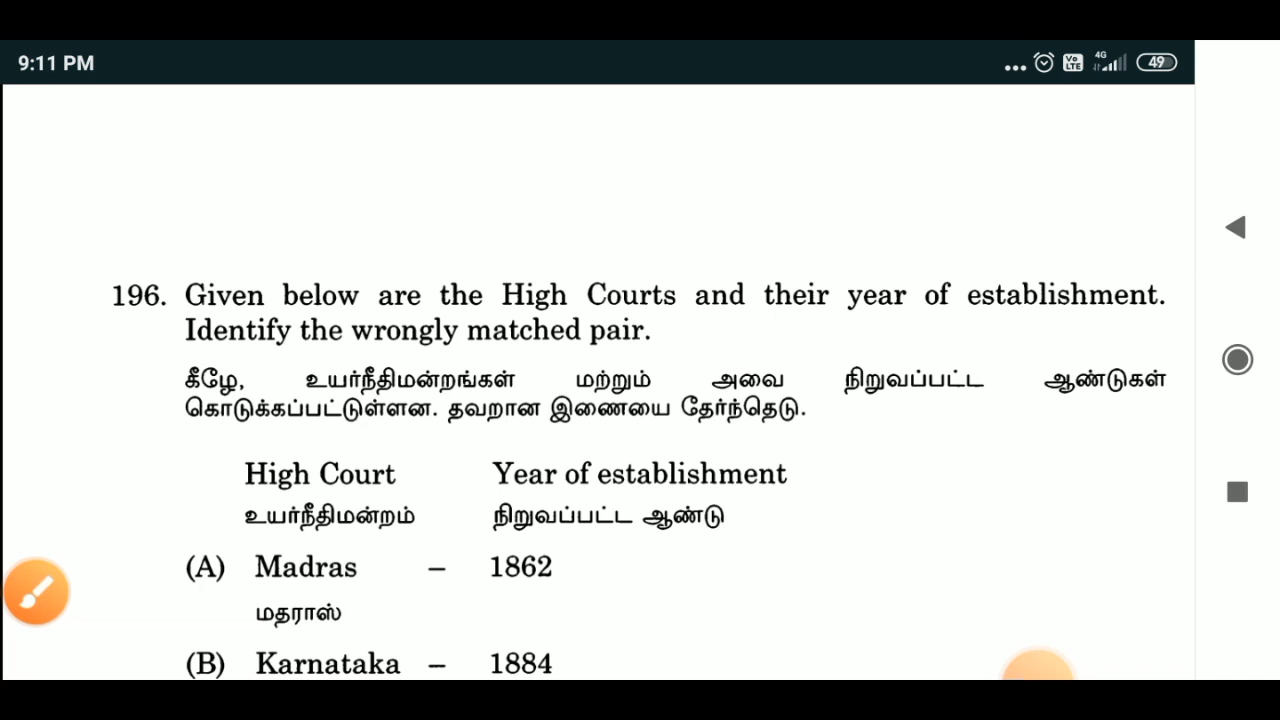 9:11 PM
... Vo LTE 4G 49
196. Given below are the High Courts and their year of establishment.
Identify the wrongly matched pair.
கீழே, உயர்நீதிமன்றங்கள் மற்றும் அவை நிறுவப்பட்ட ஆண்டுகள்
கொடுக்கப்பட்டுள்ளன. தவறான இணையை தேர்ந்தெடு.
High Court Year of establishment
உயர்நீதிமன்றம் நிறுவப்பட்ட ஆண்டு
(A) Madras – 1862
மதராஸ்
(B) Karnataka – 1884